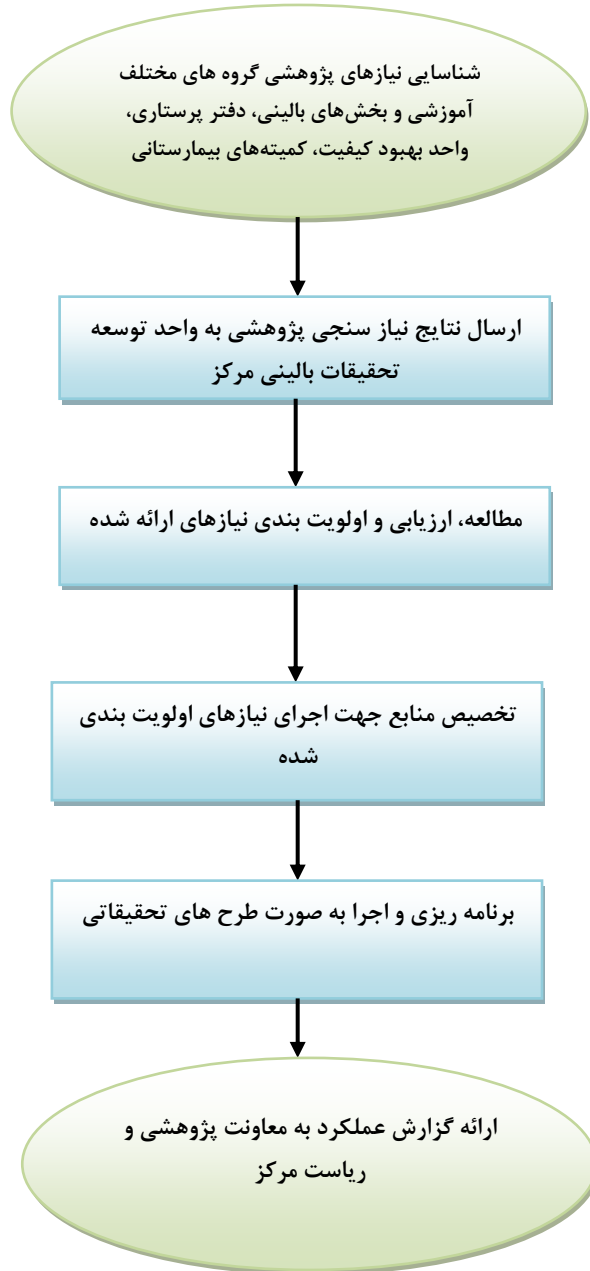 شناسایی نیازهای پژوهشی گروه های مختلف
آموزشی و بخش‌های بالینی، دفتر پرستاری،
واحد بهبود کیفیت، کمیته‌های بیمارستانی
ارسال نتایج نیاز سنجی پژوهشی به واحد توسعه
تحقیقات بالینی مرکز
مطالعه، ارزیابی و اولویت بندی نیازهای ارائه شده
تخصیص منابع جهت اجرای نیازهای اولویت بندی
شده
برنامه ریزی و اجرا به صورت طرح های تحقیقاتی
ارائه گزارش عملکرد به معاونت پژوهشی و
ریاست مرکز